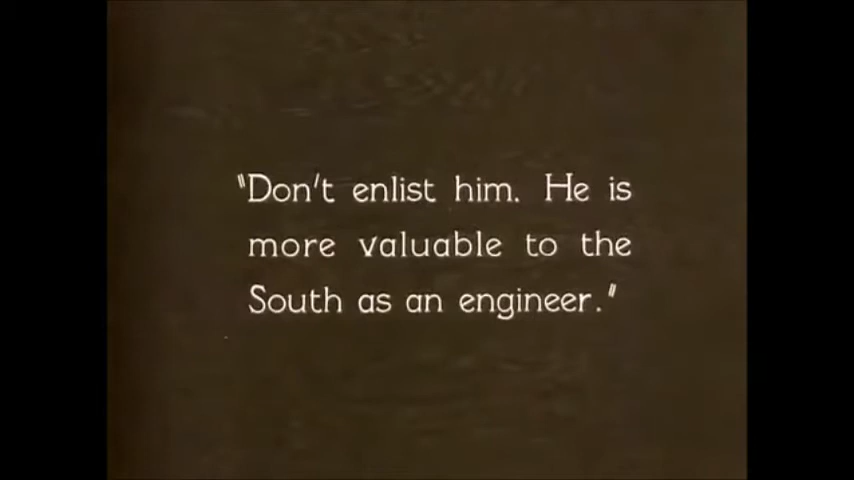 "Don't enlist him. He is
more valuable to the
South as an engineer."